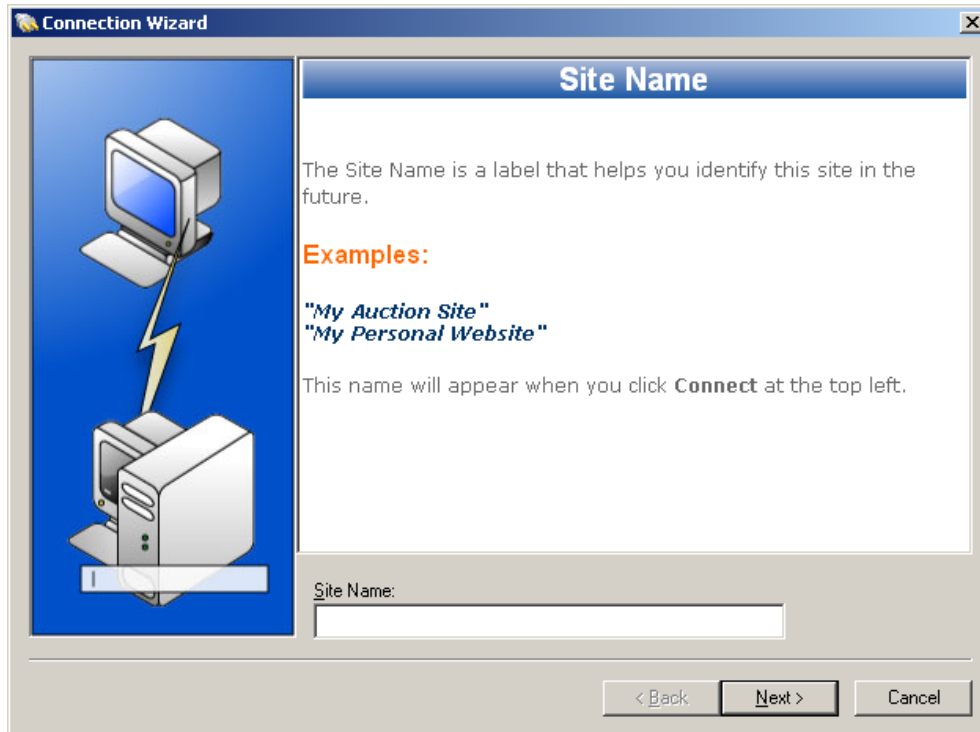 Connection Wizard
Site Name
The Site Name is a label that helps you identify this site in the
future.
Examples:
"My Auction Site"
"My Personal Website"
This name will appear when you click Connect at the top left.
Site Name:
< Back
Next >
Cancel